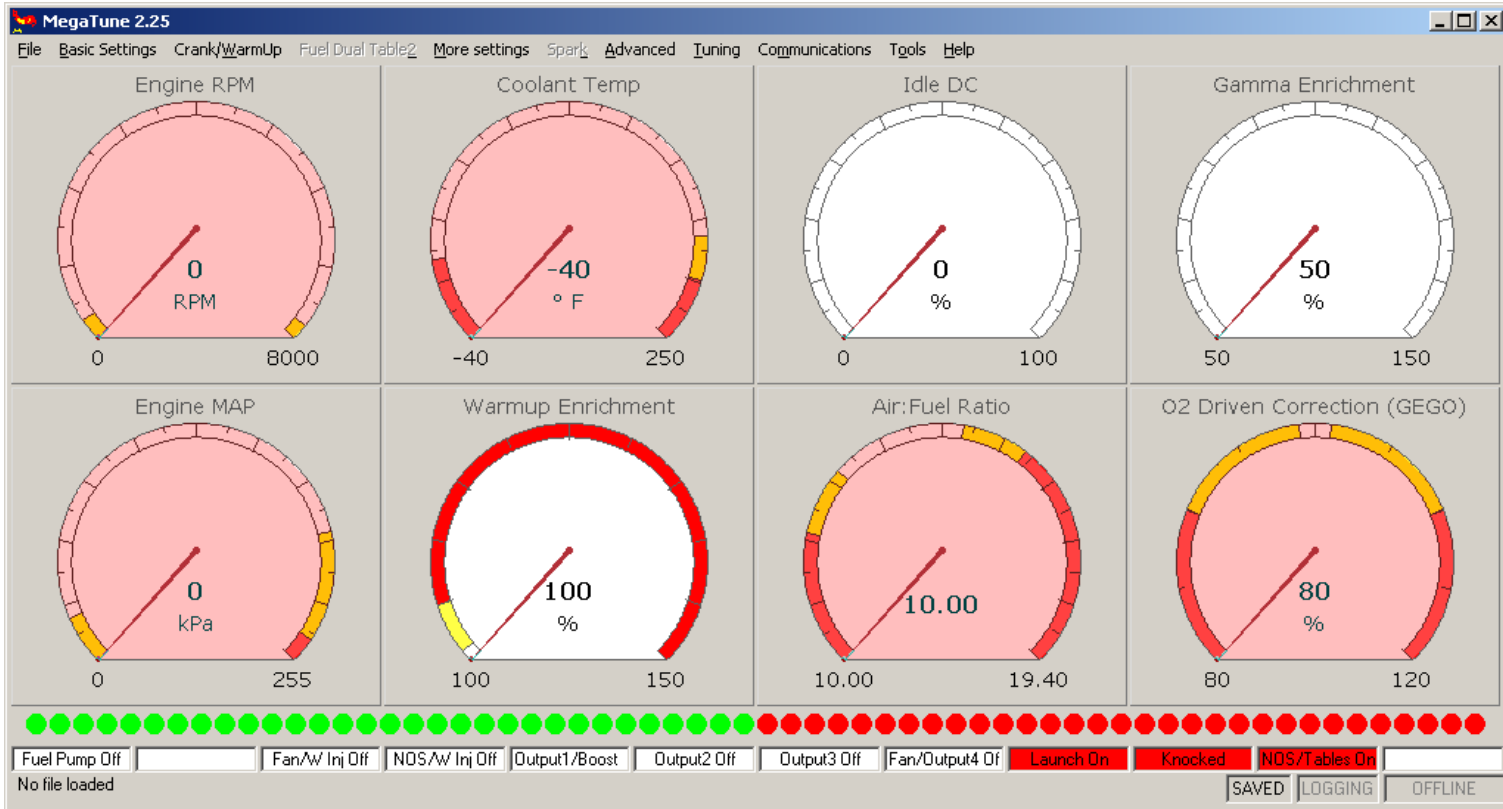 MegaTune 2.25
File Basic Settings Crank/WarmUp Fuel Dual Table2 More settings Spark Advanced Tuning Communications Tools Help
Engine RPM
0
RPM
0 8000
Coolant Temp
-40
° F
-40 250
Idle DC
0
%
0 100
Gamma Enrichment
50
%
50 150
Engine MAP
0
kPa
0 255
Warmup Enrichment
100
%
100 150
Air:Fuel Ratio
10.00
10.00 19.40
O2 Driven Correction (GEGO)
80
%
80 120
Fuel Pump Off Fan/W Inj Off NOS/W Inj Off Output1/Boost Output2 Off Output3 Off Fan/Output4 Of Launch On Knocked NOS/Tables On
No file loaded SAVED LOGGING OFFLINE